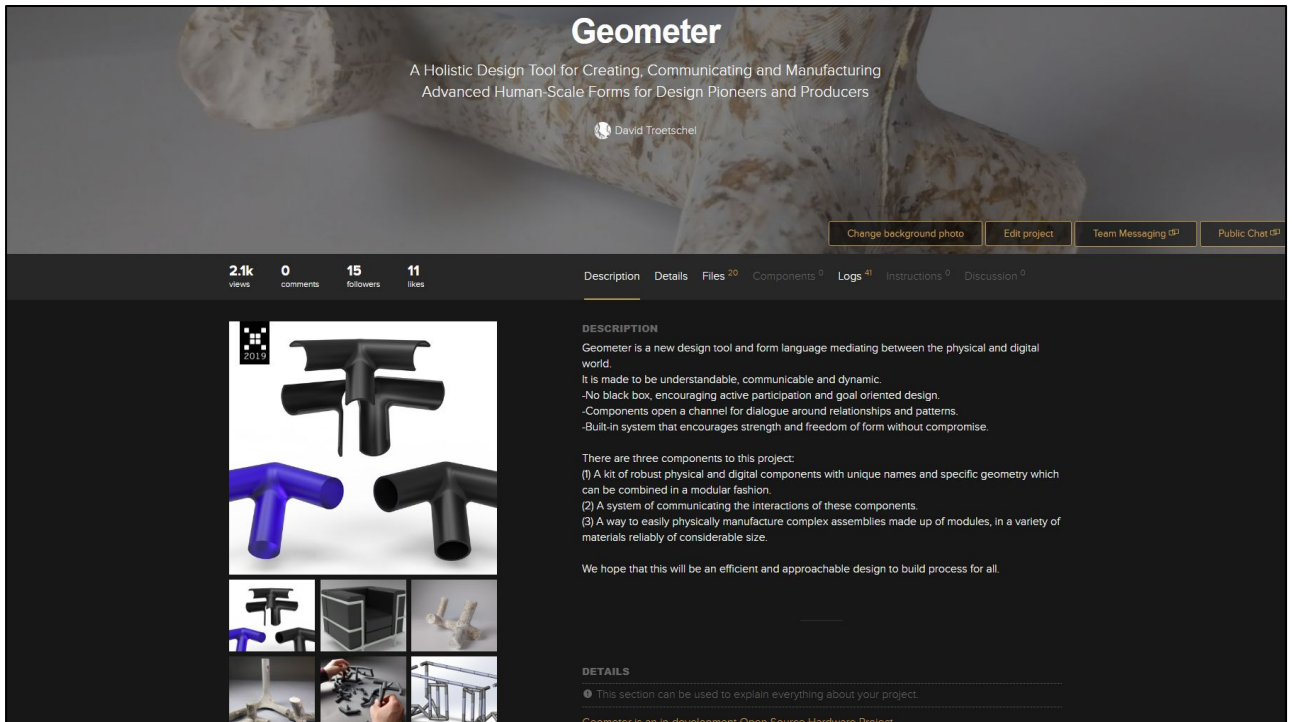 Geometer
A Holistic Design Tool for Creating, Communicating and Manufacturing
Advanced Human-Scale Forms for Design Pioneers and Producers
David Troetschel
Change background photo
Edit project
Team Messaging
Public Chat
2.1k
views
0
comments
15
followers
11
likes
Description Details Files 20 Components 0 Logs 41 Instructions 0 Discussion 0
2019
DESCRIPTION
Geometer is a new design tool and form language mediating between the physical and digital
world.
It is made to be understandable, communicable and dynamic.
-No black box, encouraging active participation and goal oriented design.
-Components open a channel for dialogue around relationships and patterns.
-Built-in system that encourages strength and freedom of form without compromise.
There are three components to this project:
(1) A kit of robust physical and digital components with unique names and specific geometry which
can be combined in a modular fashion.
(2) A system of communicating the interactions of these components.
(3) A way to easily physically manufacture complex assemblies made up of modules, in a variety of
materials reliably of considerable size.
We hope that this will be an efficient and approachable design to build process for all.
DETAILS
This section can be used to explain everything about your project.
Geometer is an in-development Open Source Hardware Project